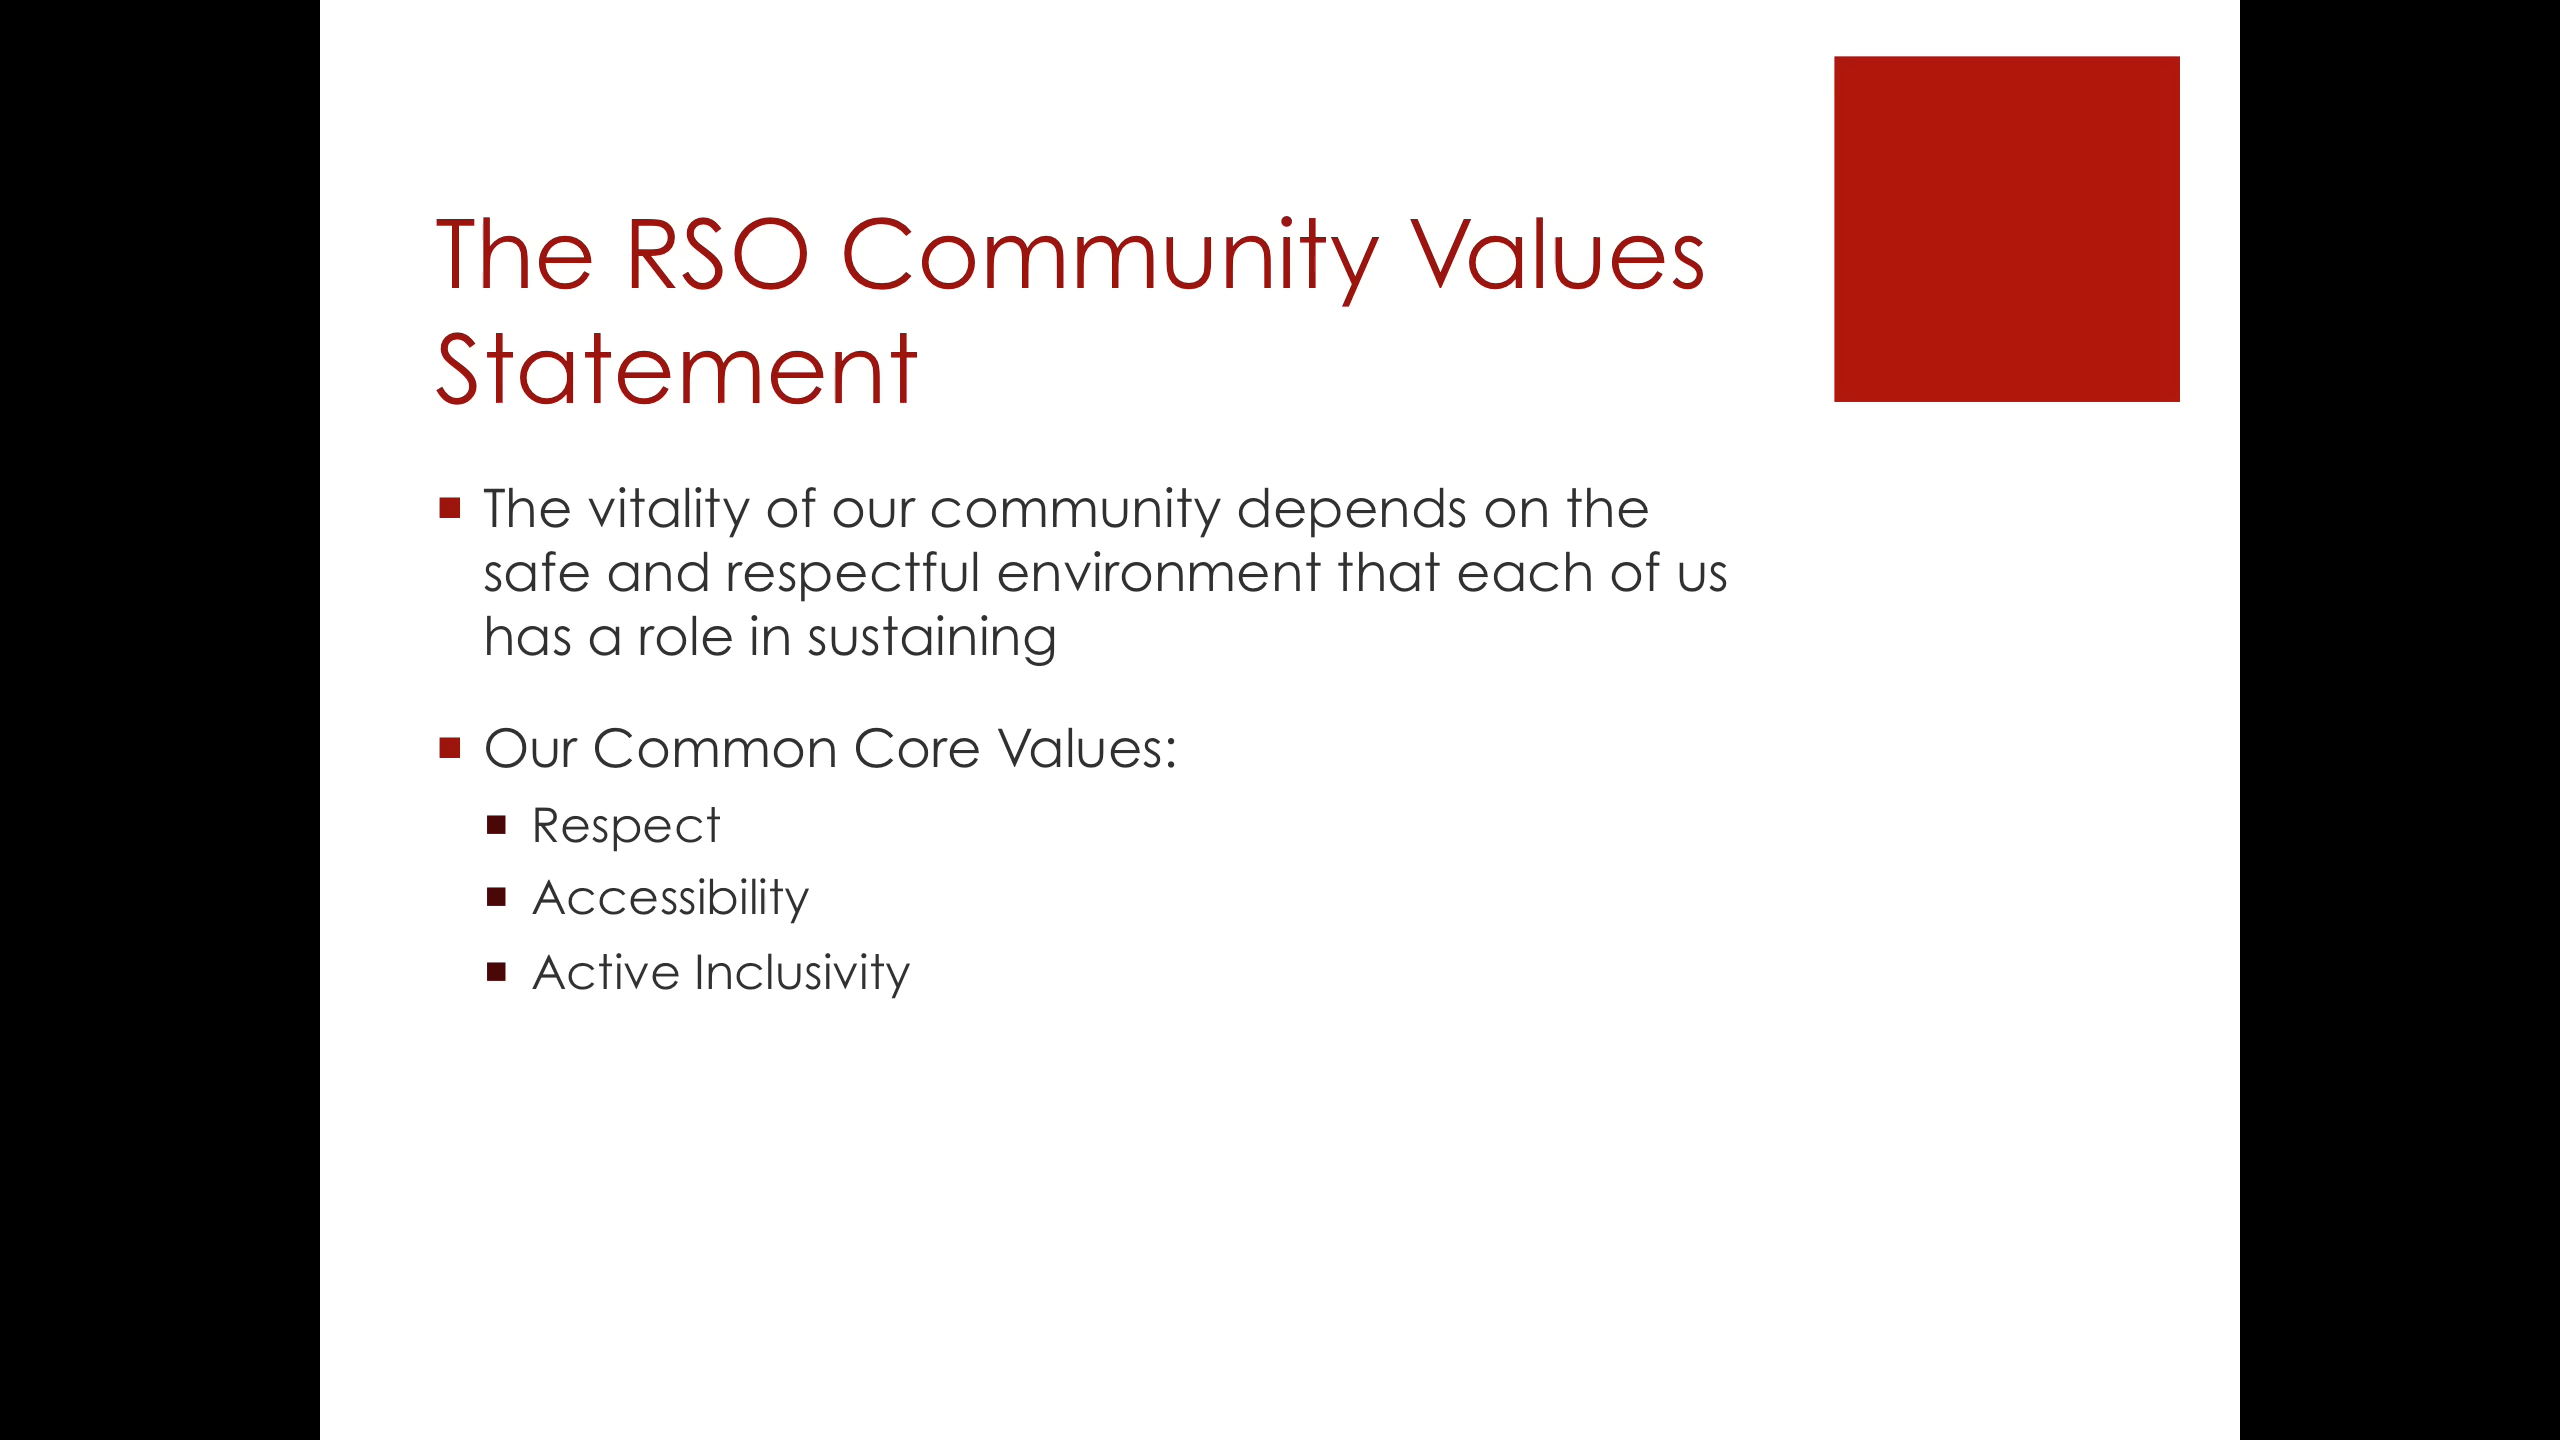 The RSO Community Values
Statement
The vitality of our community depends on the
safe and respectful environment that each of us
has a role in sustaining
Our Common Core Values:
Respect
Accessibility
Active Inclusivity